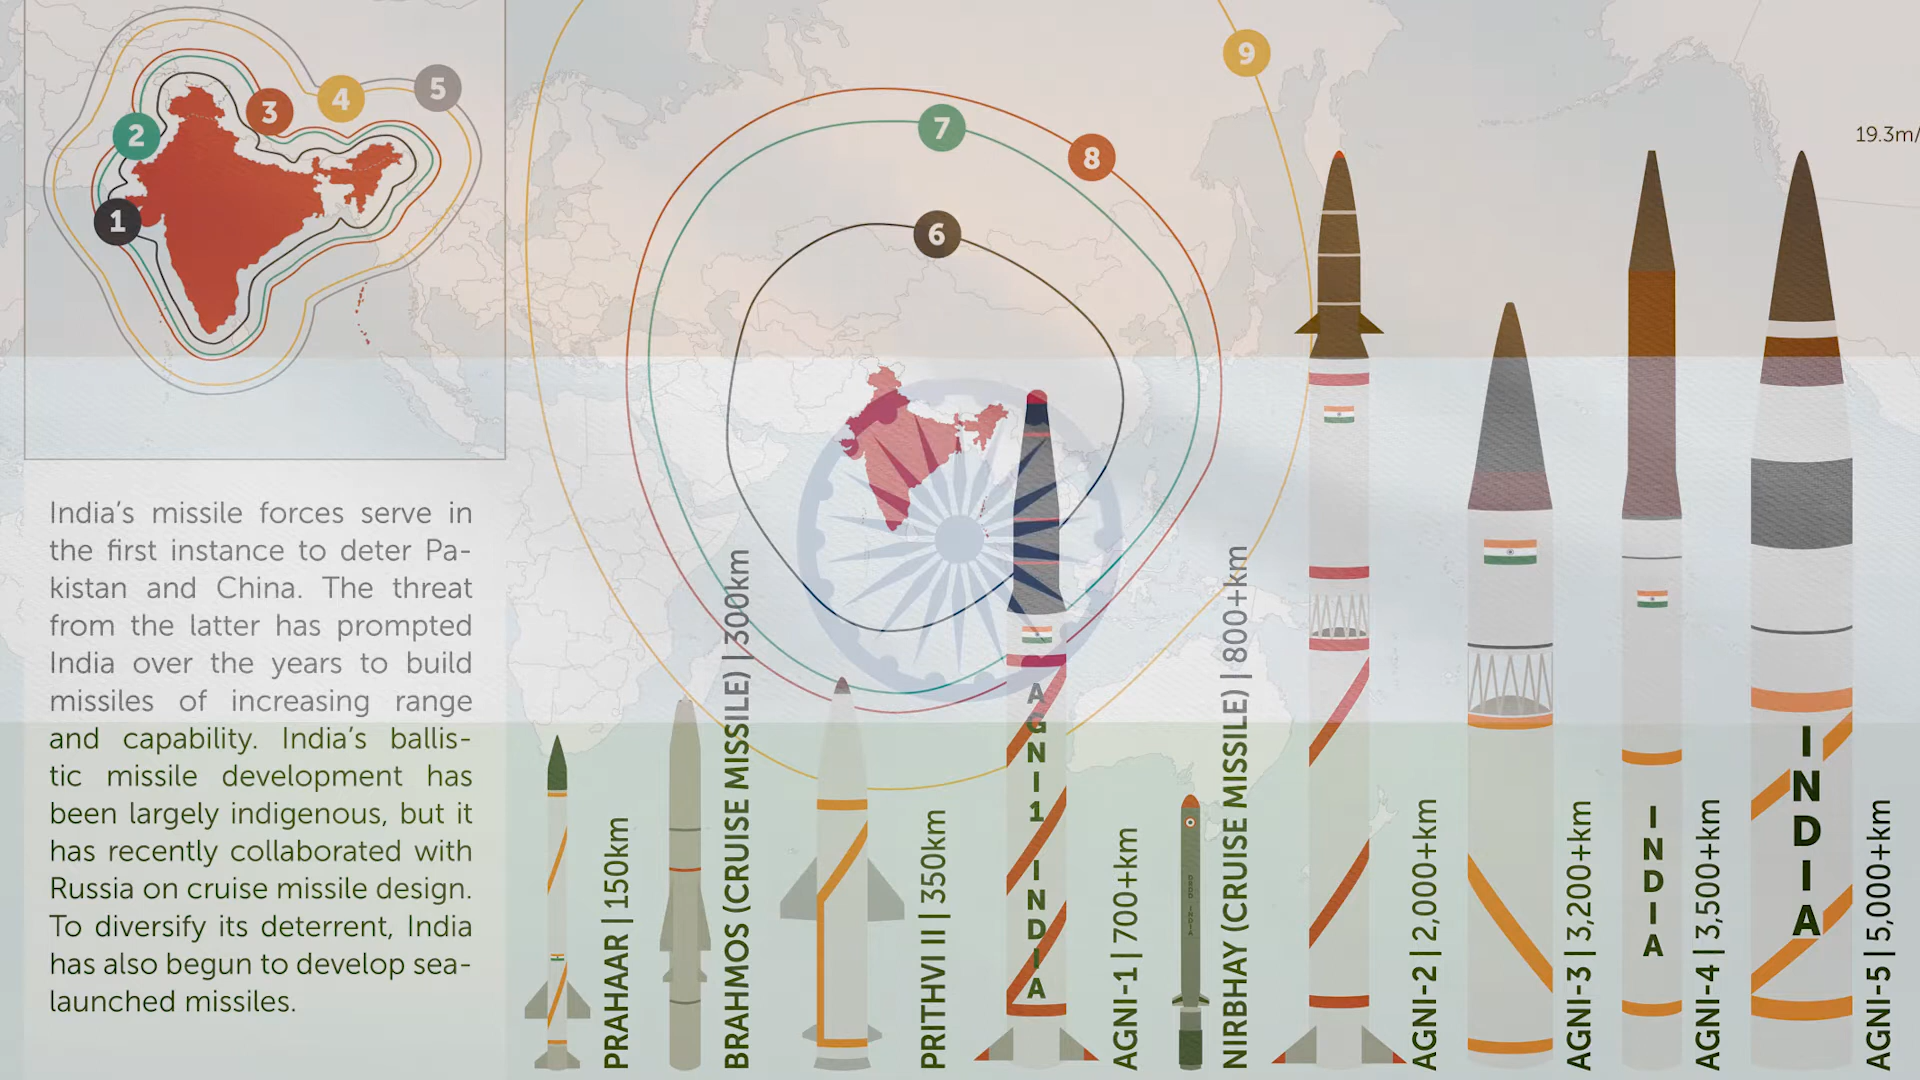 1
2
3
4
5
6
7
8
9
19.3m/
India’s missile forces serve in
the first instance to deter Pa-
kistan and China. The threat
from the latter has prompted
India over the years to build
missiles of increasing range
and capability. India’s ballis-
tic missile development has
been largely indigenous, but it
has recently collaborated with
Russia on cruise missile design.
To diversify its deterrent, India
has also begun to develop sea-
launched missiles.
PRAHAAR | 150km
BRAHMOS (CRUISE MISSILE) | 300km
PRITHVI II | 350km
AGNI1 INDIA
AGNI-1 | 700+km
NIRBHAY (CRUISE MISSILE) | 800+km
AGNI-2 | 2,000+km
AGNI-3 | 3,200+km
INDIA
AGNI-4 | 3,500+km
INDIA
AGNI-5 | 5,000+km